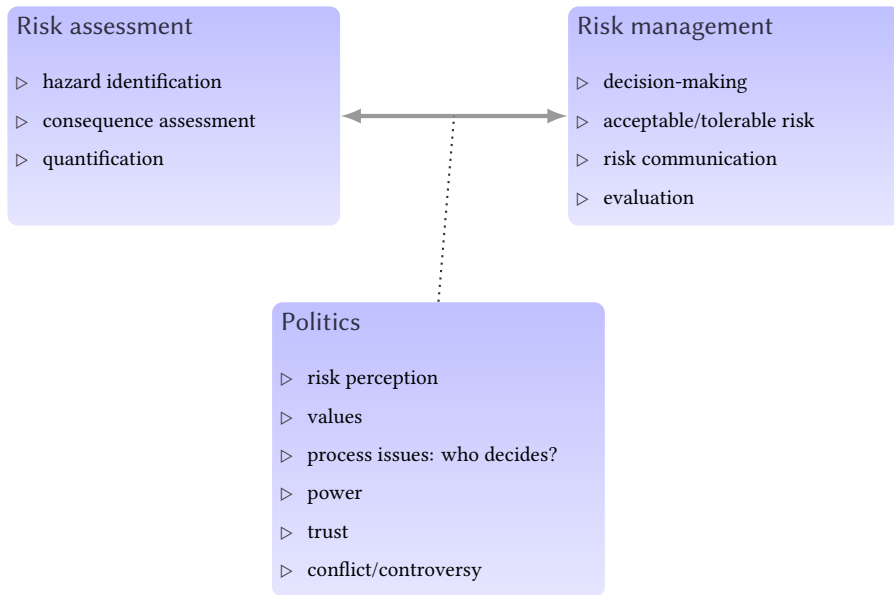 Risk assessment
▷ hazard identification
▷ consequence assessment
▷ quantification
Risk management
▷ decision-making
▷ acceptable/tolerable risk
▷ risk communication
▷ evaluation
Politics
▷ risk perception
▷ values
▷ process issues: who decides?
▷ power
▷ trust
▷ conflict/controversy